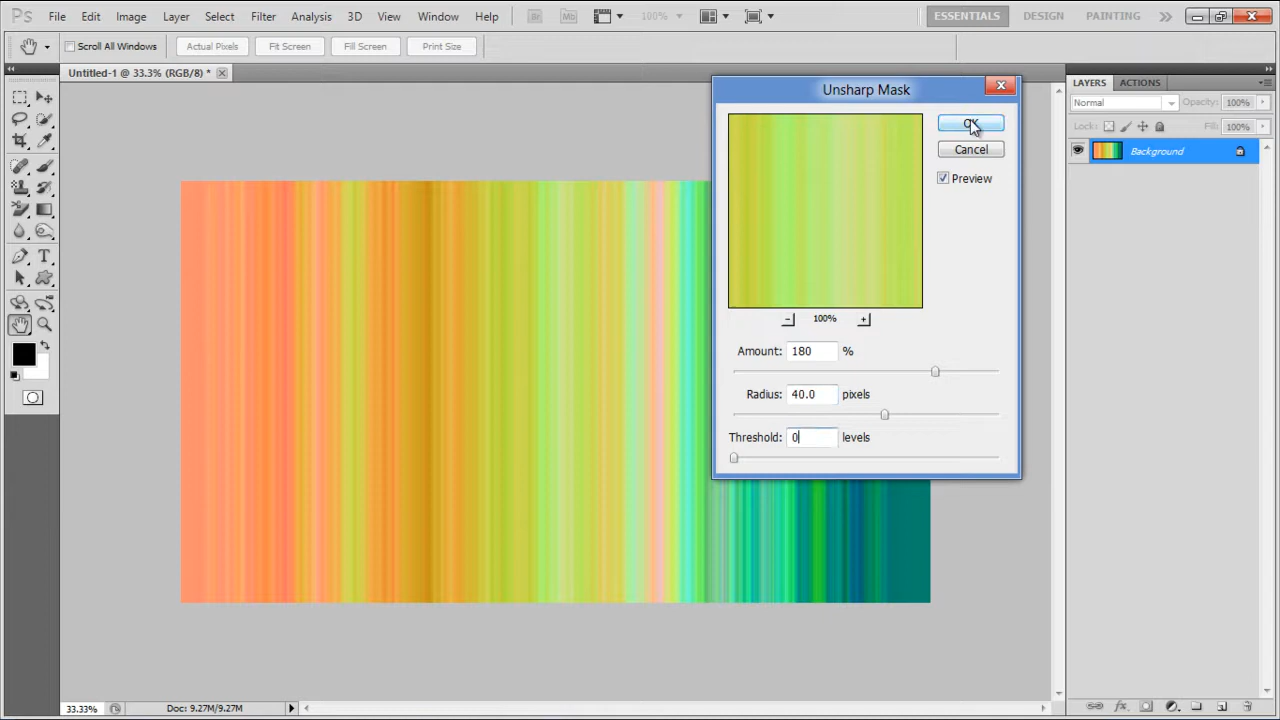 Ps File Edit Image Layer Select Filter Analysis 3D View Window Help Br Mb 100% ESSENTIALS DESIGN PAINTING
Scroll All Windows Actual Pixels Fit Screen Fill Screen Print Size
Untitled-1 @ 33.3% (RGB/8) *
Unsharp Mask
OK
Cancel
Preview
100%
Amount: 180 %
Radius: 40.0 pixels
Threshold: 0 levels
LAYERS ACTIONS
Normal Opacity: 100%
Lock: Fill: 100%
Background
T
33.33% Doc: 9.27M/9.27M
fx